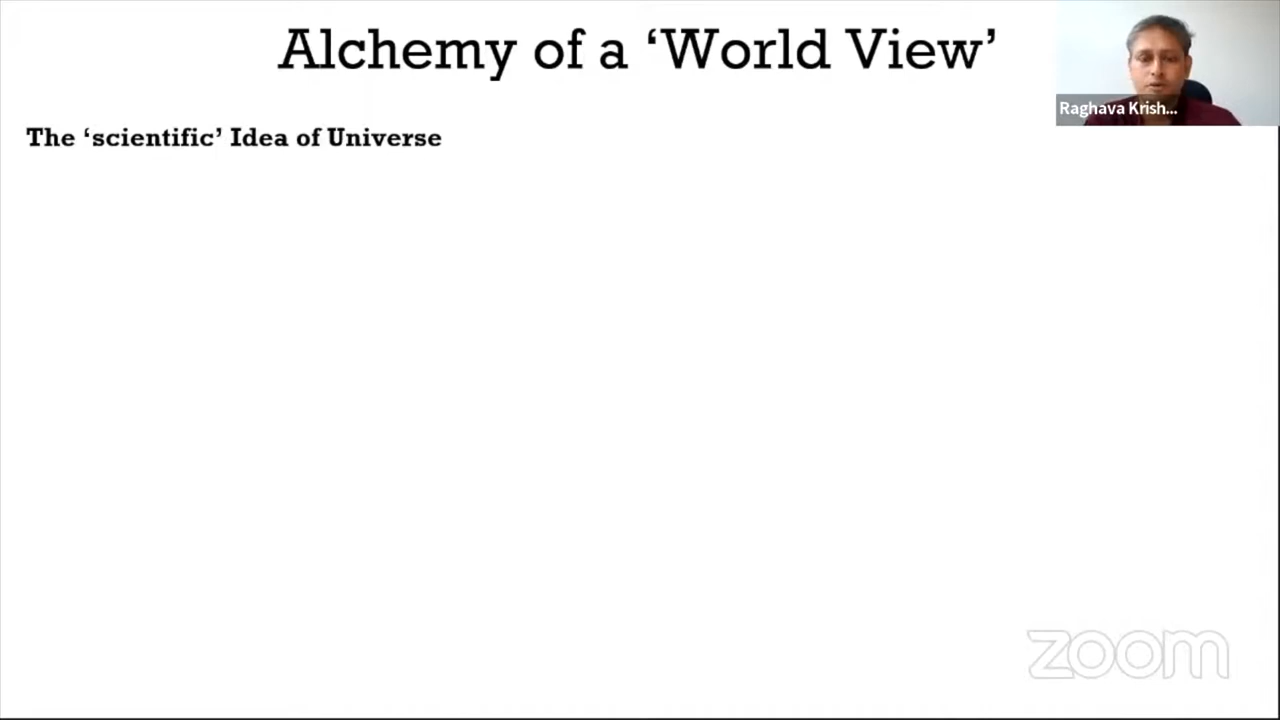 Alchemy of a ‘World View’
Raghava Krish...
The ‘scientific’ Idea of Universe
zoom